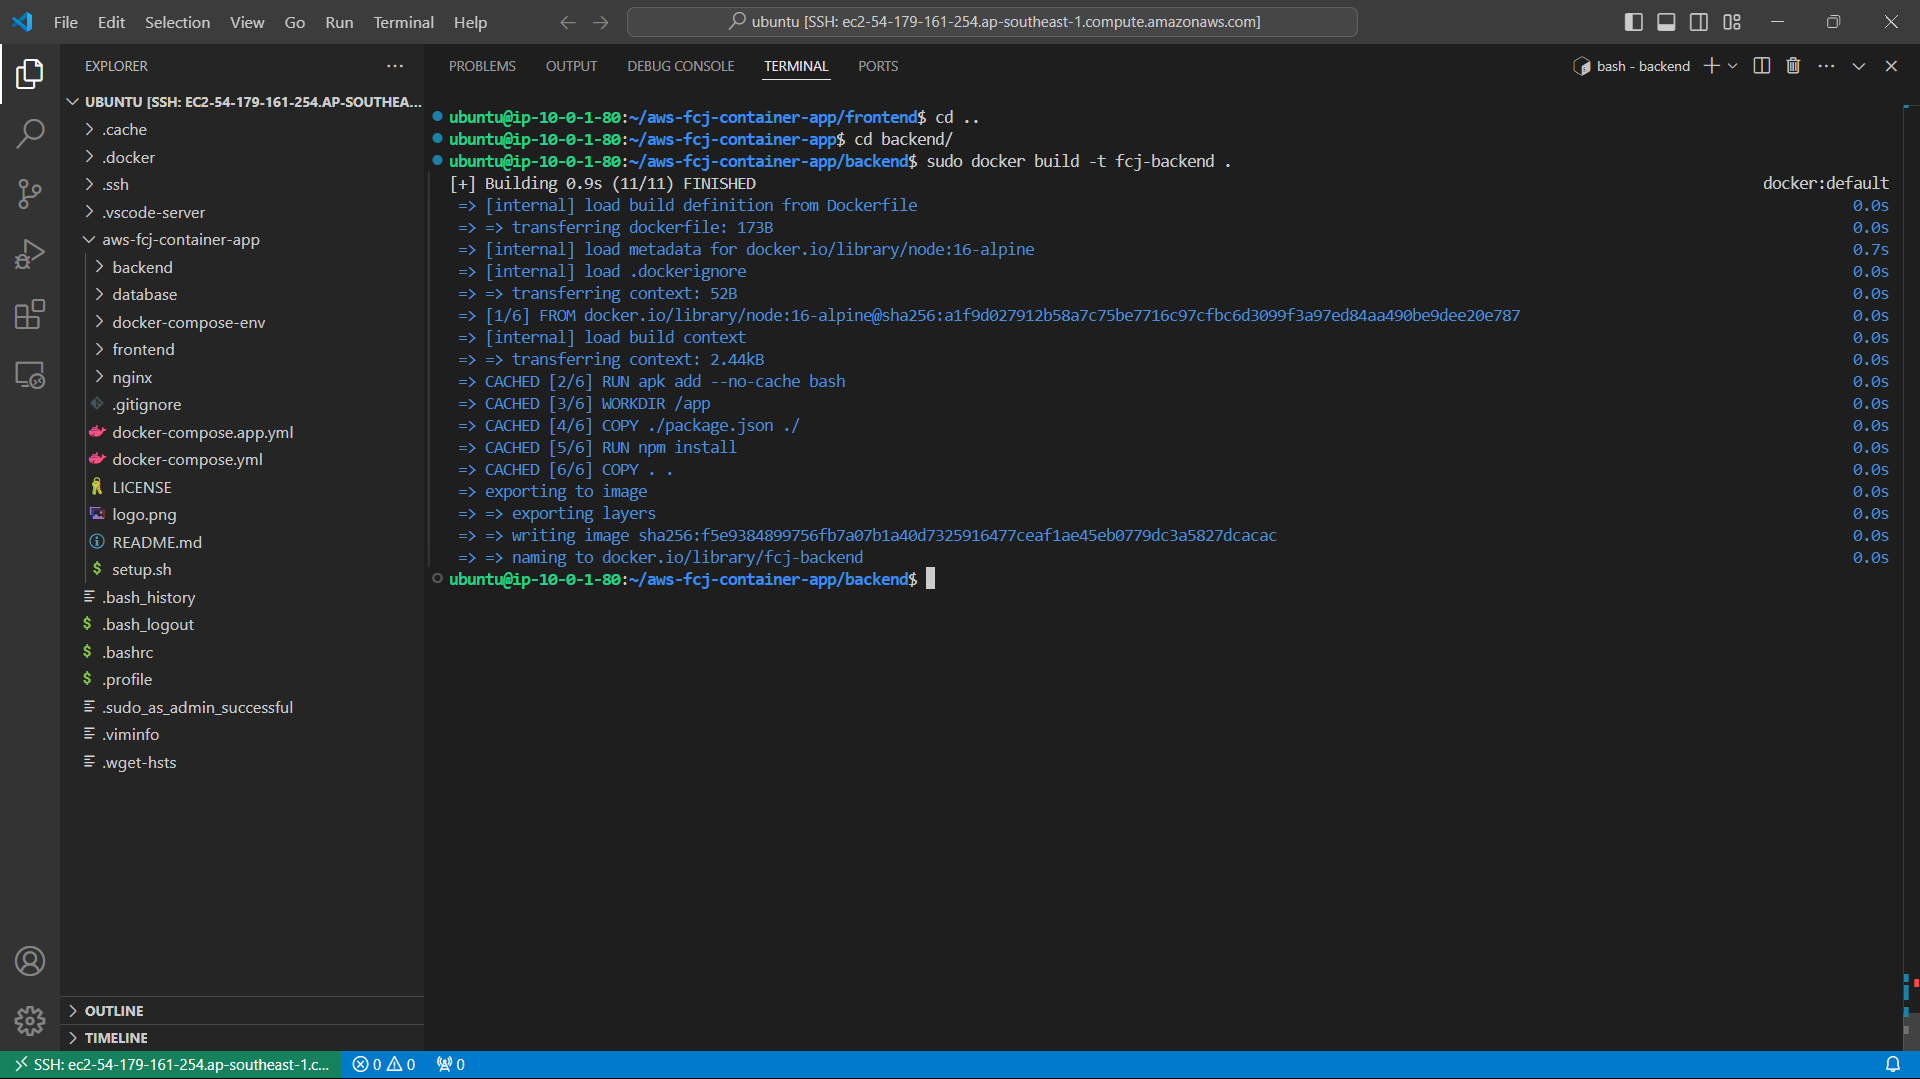 File Edit Selection View Go Run Terminal Help
ubuntu [SSH: ec2-54-179-161-254.ap-southeast-1.compute.amazonaws.com]
EXPLORER
UBUNTU [SSH: EC2-54-179-161-254.AP-SOUTHEA...
.cache
.docker
.ssh
.vscode-server
aws-fcj-container-app
backend
database
docker-compose-env
frontend
nginx
.gitignore
docker-compose.app.yml
docker-compose.yml
LICENSE
logo.png
README.md
$ setup.sh
.bash_history
$ .bash_logout
$ .bashrc
$ .profile
.sudo_as_admin_successful
.viminfo
.wget-hsts
OUTLINE
TIMELINE
PROBLEMS OUTPUT DEBUG CONSOLE TERMINAL PORTS
bash - backend
ubuntu@ip-10-0-1-80:~/aws-fcj-container-app/frontend$ cd ..
ubuntu@ip-10-0-1-80:~/aws-fcj-container-app$ cd backend/
ubuntu@ip-10-0-1-80:~/aws-fcj-container-app/backend$ sudo docker build -t fcj-backend .
[+] Building 0.9s (11/11) FINISHED docker:default
=> [internal] load build definition from Dockerfile 0.0s
=> => transferring dockerfile: 173B 0.0s
=> [internal] load metadata for docker.io/library/node:16-alpine 0.7s
=> [internal] load .dockerignore 0.0s
=> => transferring context: 52B 0.0s
=> [1/6] FROM docker.io/library/node:16-alpine@sha256:a1f9d027912b58a7c75be7716c97cfbc6d3099f3a97ed84aa490be9dee20e787 0.0s
=> [internal] load build context 0.0s
=> => transferring context: 2.44kB 0.0s
=> CACHED [2/6] RUN apk add --no-cache bash 0.0s
=> CACHED [3/6] WORKDIR /app 0.0s
=> CACHED [4/6] COPY ./package.json ./ 0.0s
=> CACHED [5/6] RUN npm install 0.0s
=> CACHED [6/6] COPY . . 0.0s
=> exporting to image 0.0s
=> => exporting layers 0.0s
=> => writing image sha256:f5e9384899756fb7a07b1a40d7325916477ceaf1ae45eb0779dc3a5827dcacac 0.0s
=> => naming to docker.io/library/fcj-backend 0.0s
ubuntu@ip-10-0-1-80:~/aws-fcj-container-app/backend$
SSH: ec2-54-179-161-254.ap-southeast-1.c... 0 0 0